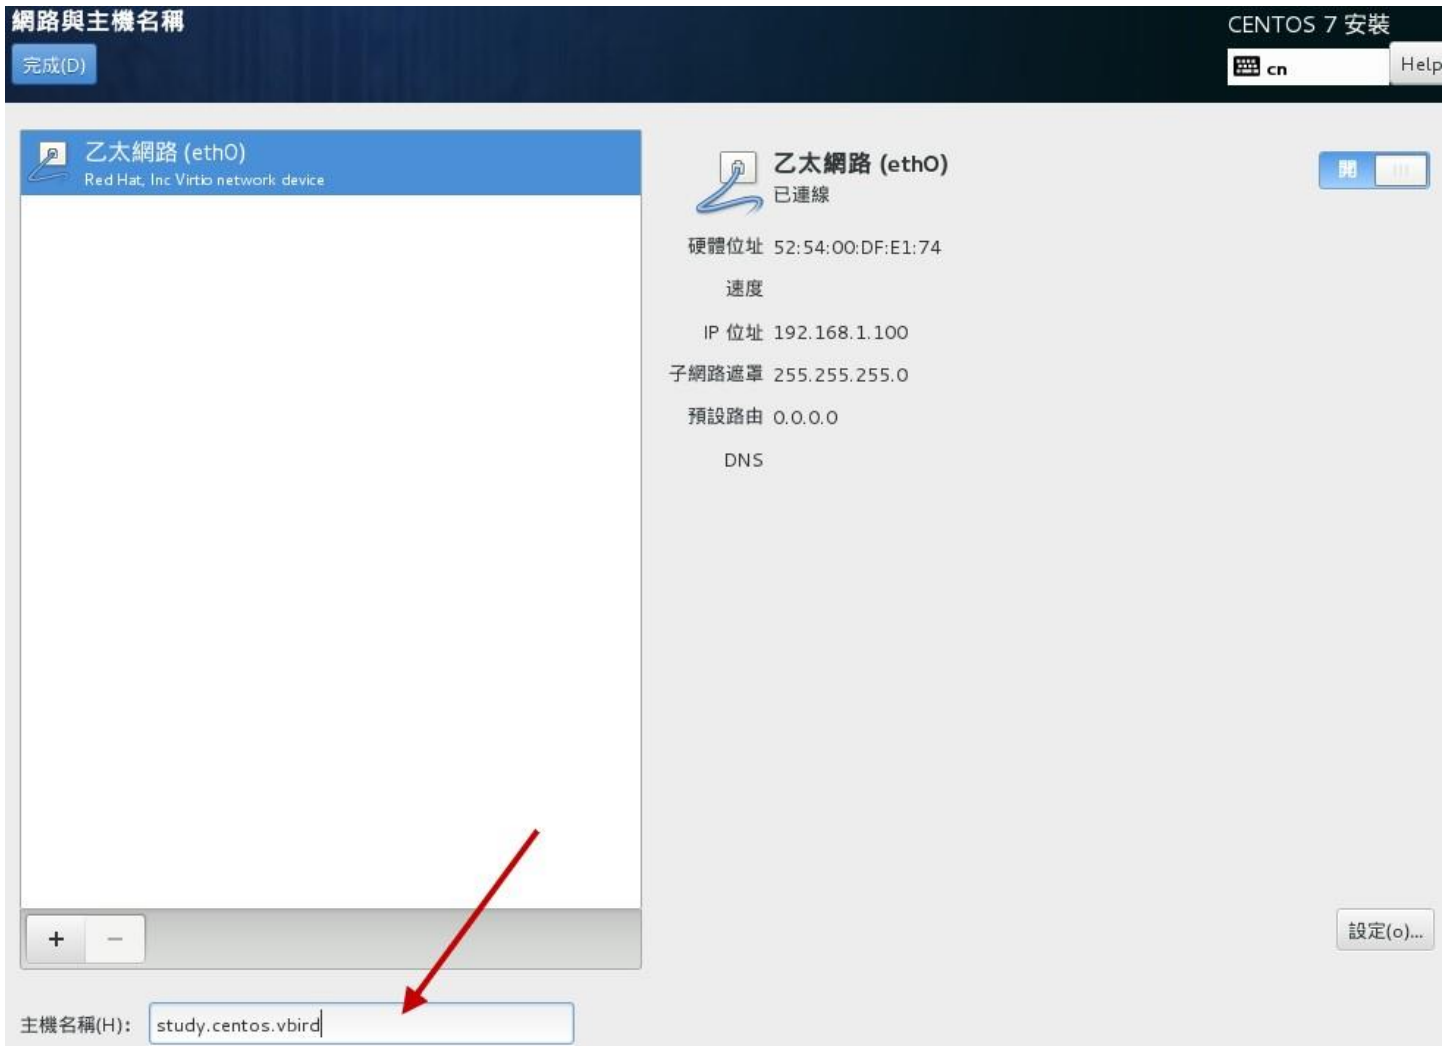 網路與主機名稱
完成(D)
CENTOS 7 安裝
cn
Help
乙太網路 (eth0)
Red Hat, Inc Virtio network device
乙太網路 (eth0)
已連線
開
硬體位址 52:54:00:DF:E1:74
速度
IP 位址 192.168.1.100
子網路遮罩 255.255.255.0
預設路由 0.0.0.0
DNS
+ −
設定(o)...
主機名稱(H): study.centos.vbird